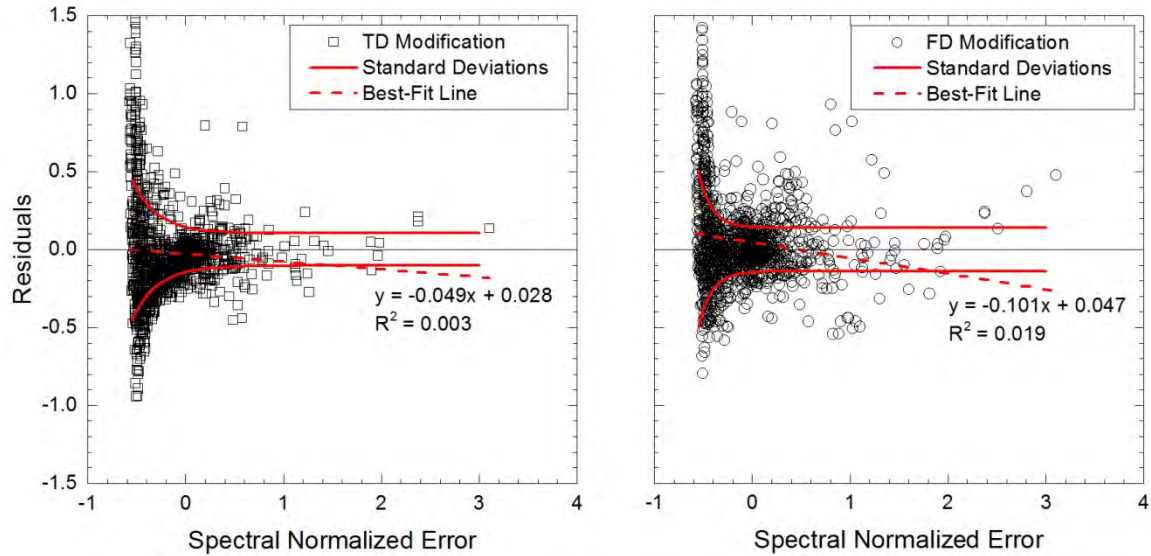 1.5
1.0
0.5
0.0
-0.5
-1.0
-1.5
Residuals
-1 0 1 2 3 4
Spectral Normalized Error
TD Modification
Standard Deviations
Best-Fit Line
y = -0.049x + 0.028
R² = 0.003
-1 0 1 2 3 4
Spectral Normalized Error
FD Modification
Standard Deviations
Best-Fit Line
y = -0.101x + 0.047
R² = 0.019